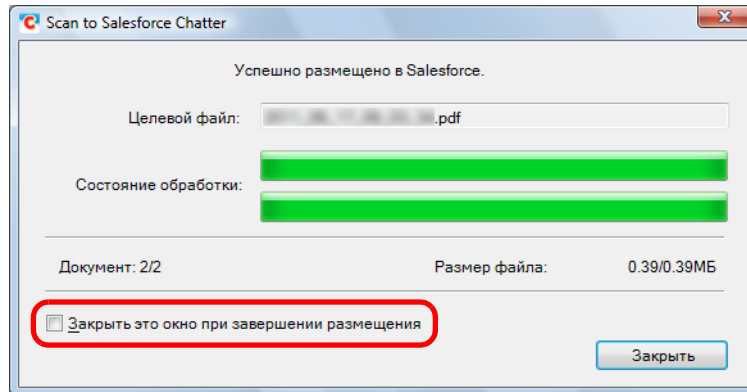 Scan to Salesforce Chatter
Успешно размещено в Salesforce.
Целевой файл: .pdf
Состояние обработки:
Документ: 2/2 Размер файла: 0.39/0.39МБ
Закрыть это окно при завершении размещения
Закрыть